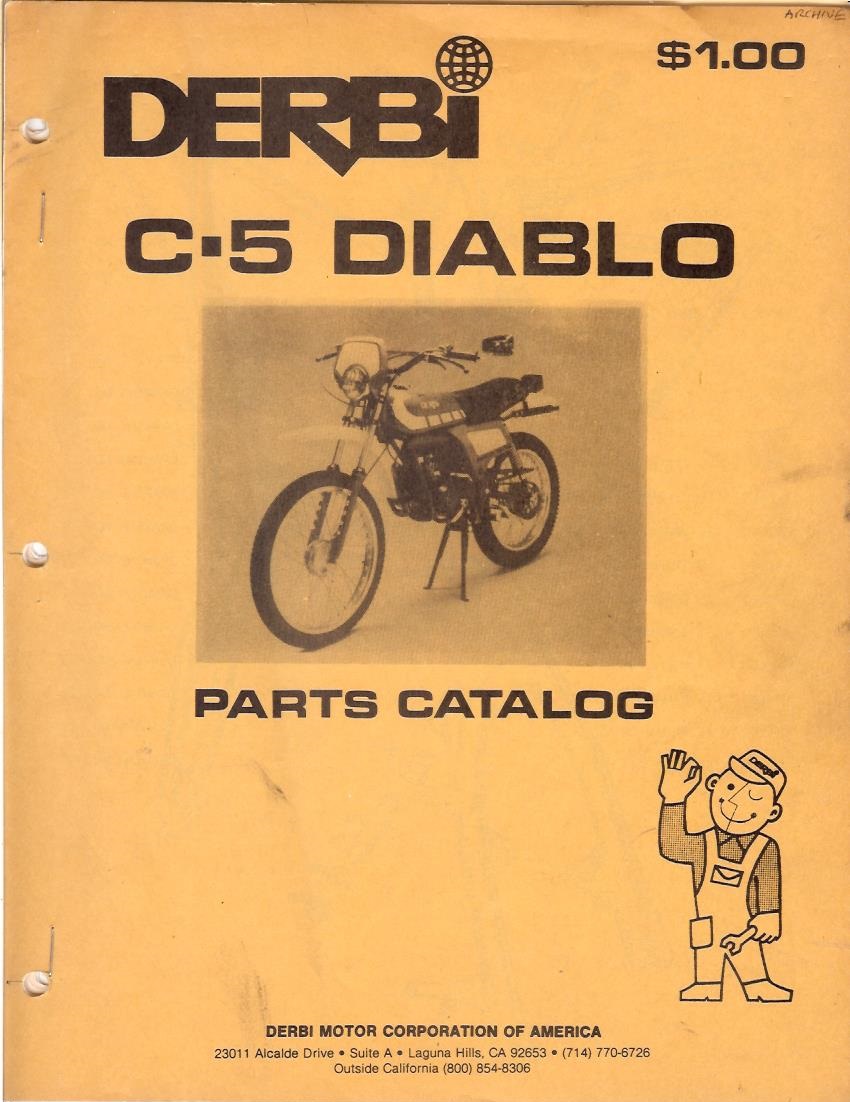 ARCHIVE
$1.00
DERBi
C·5 DIABLO
PARTS CATALOG
DERBi
DERBI MOTOR CORPORATION OF AMERICA
23011 Alcalde Drive • Suite A • Laguna Hills, CA 92653 • (714) 770-6726
Outside California (800) 854-8306